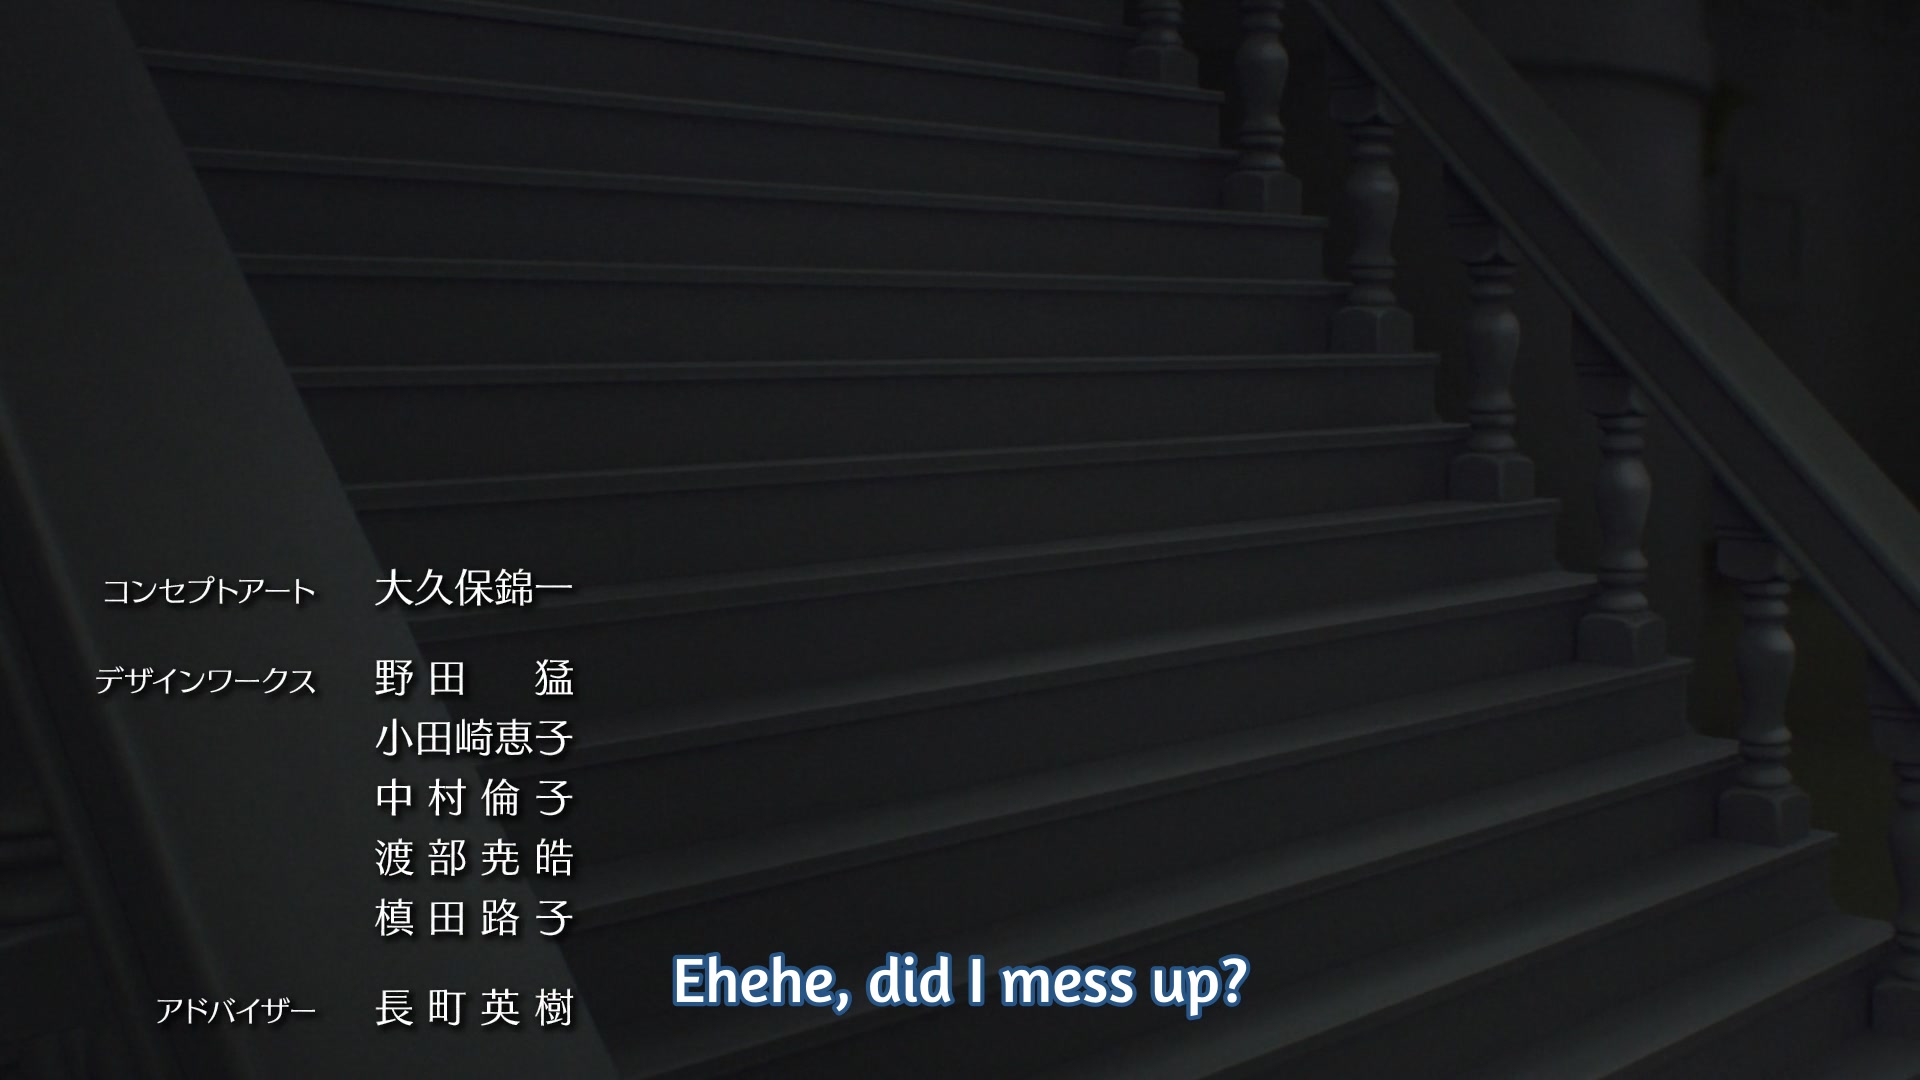 コンセプトアート 大久保錦一
デザインワークス 野田 猛
小田崎恵子
中村倫子
渡部尭皓
槙田路子
アドバイザー 長町英樹
Ehehe, did I mess up?